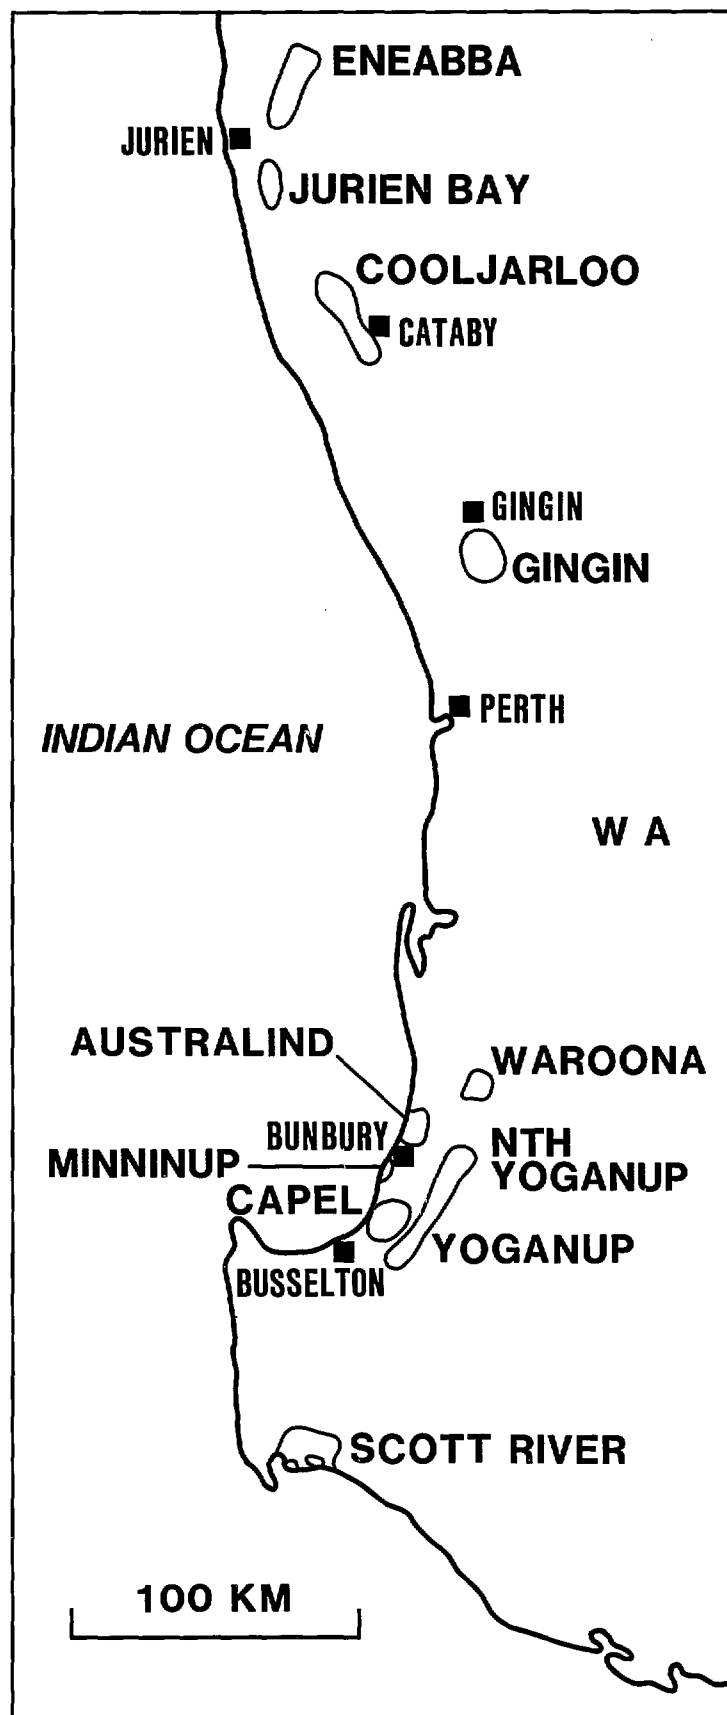 ENEABBA
JURIEN
JURIEN BAY
COOLJARLOO
CATABY
GINGIN
GINGIN
PERTH
INDIAN OCEAN
W A
AUSTRALIND
WAROONA
BUNBURY
NTH
YOGANUP
MINNINUP
CAPEL
YOGANUP
BUSSELTON
SCOTT RIVER
100 KM